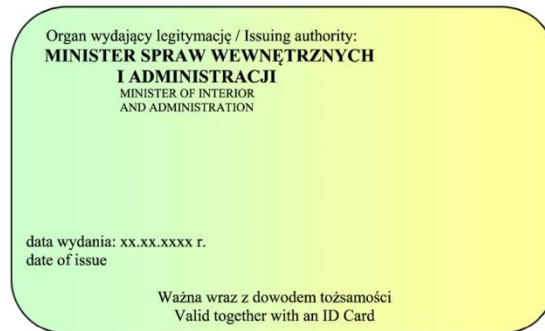 Organ wydający legitymację / Issuing authority:
MINISTER SPRAW WEWNĘTRZNYCH
I ADMINISTRACJI
MINISTER OF INTERIOR
AND ADMINISTRATION
data wydania: xx.xx.xxxx r.
date of issue
Ważna wraz z dowodem tożsamości
Valid together with an ID Card